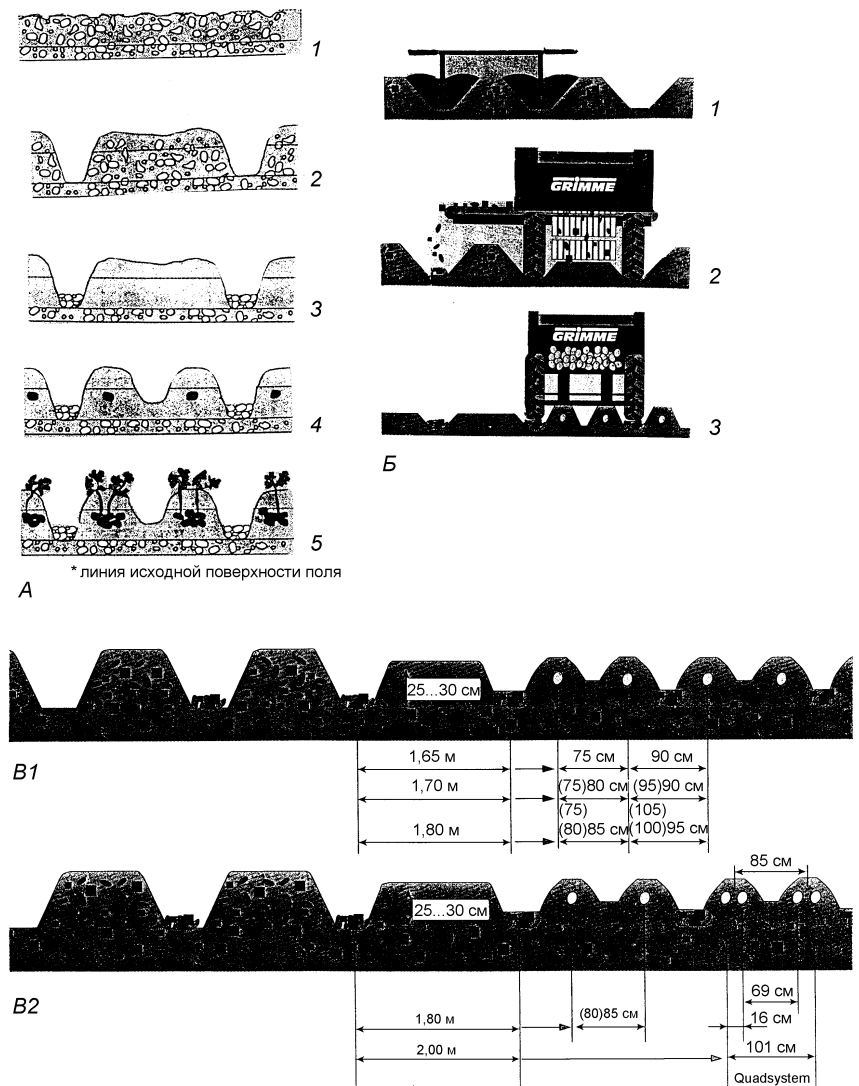 1
2
3
4
5
* линия исходной поверхности поля
А
1
GRIMME
2
GRIMME
3
Б
25...30 см
В1
1,65 м 75 см 90 см
1,70 м (75)80 см (95)90 см
(75) (105)
1,80 м (80)85 см (100)95 см
85 см
25...30 см
В2
69 см
1,80 м (80)85 см 16 см
2,00 м 101 см
Quadsystem